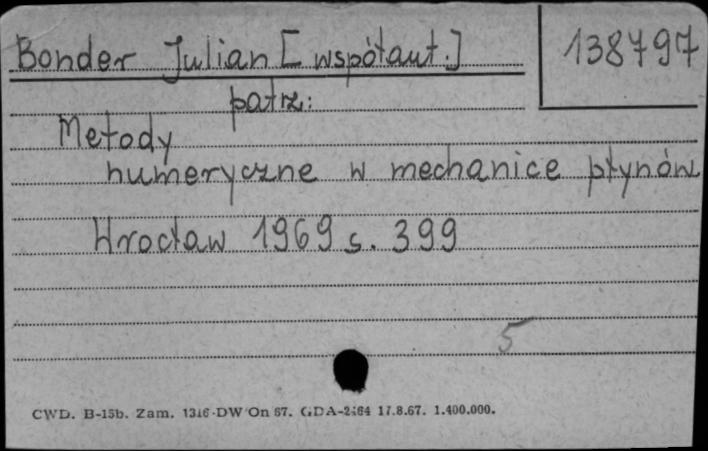 Bonder Julian [współaut.]
138797
patrz:
Metody
numeryczne w mechanice płynów
Wrocław 1969 s. 399
5
CWD. B-15b. Zam. 1316-DW On 67. GDA-2464 17.8.67. 1.400.000.